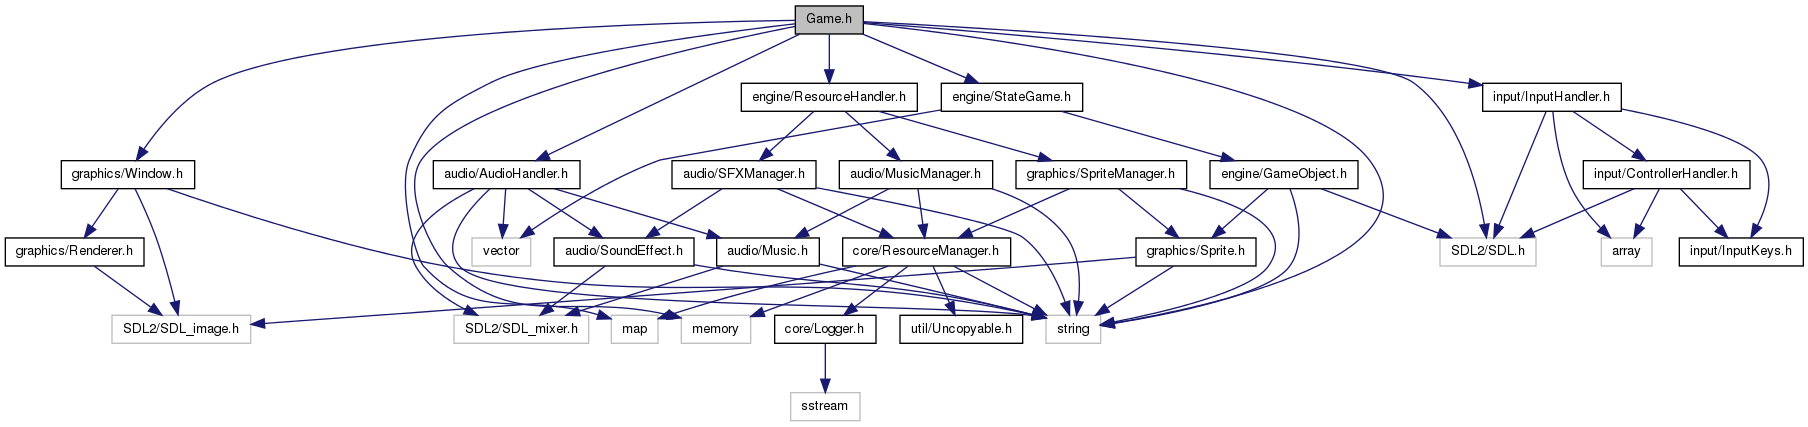 Game.h
engine/ResourceHandler.h
engine/StateGame.h
input/InputHandler.h
graphics/Window.h
audio/AudioHandler.h
audio/SFXManager.h
audio/MusicManager.h
graphics/SpriteManager.h
engine/GameObject.h
input/ControllerHandler.h
graphics/Renderer.h
vector
audio/SoundEffect.h
audio/Music.h
core/ResourceManager.h
graphics/Sprite.h
SDL2/SDL.h
array
input/InputKeys.h
SDL2/SDL_image.h
SDL2/SDL_mixer.h
map
memory
core/Logger.h
util/Uncopyable.h
string
sstream